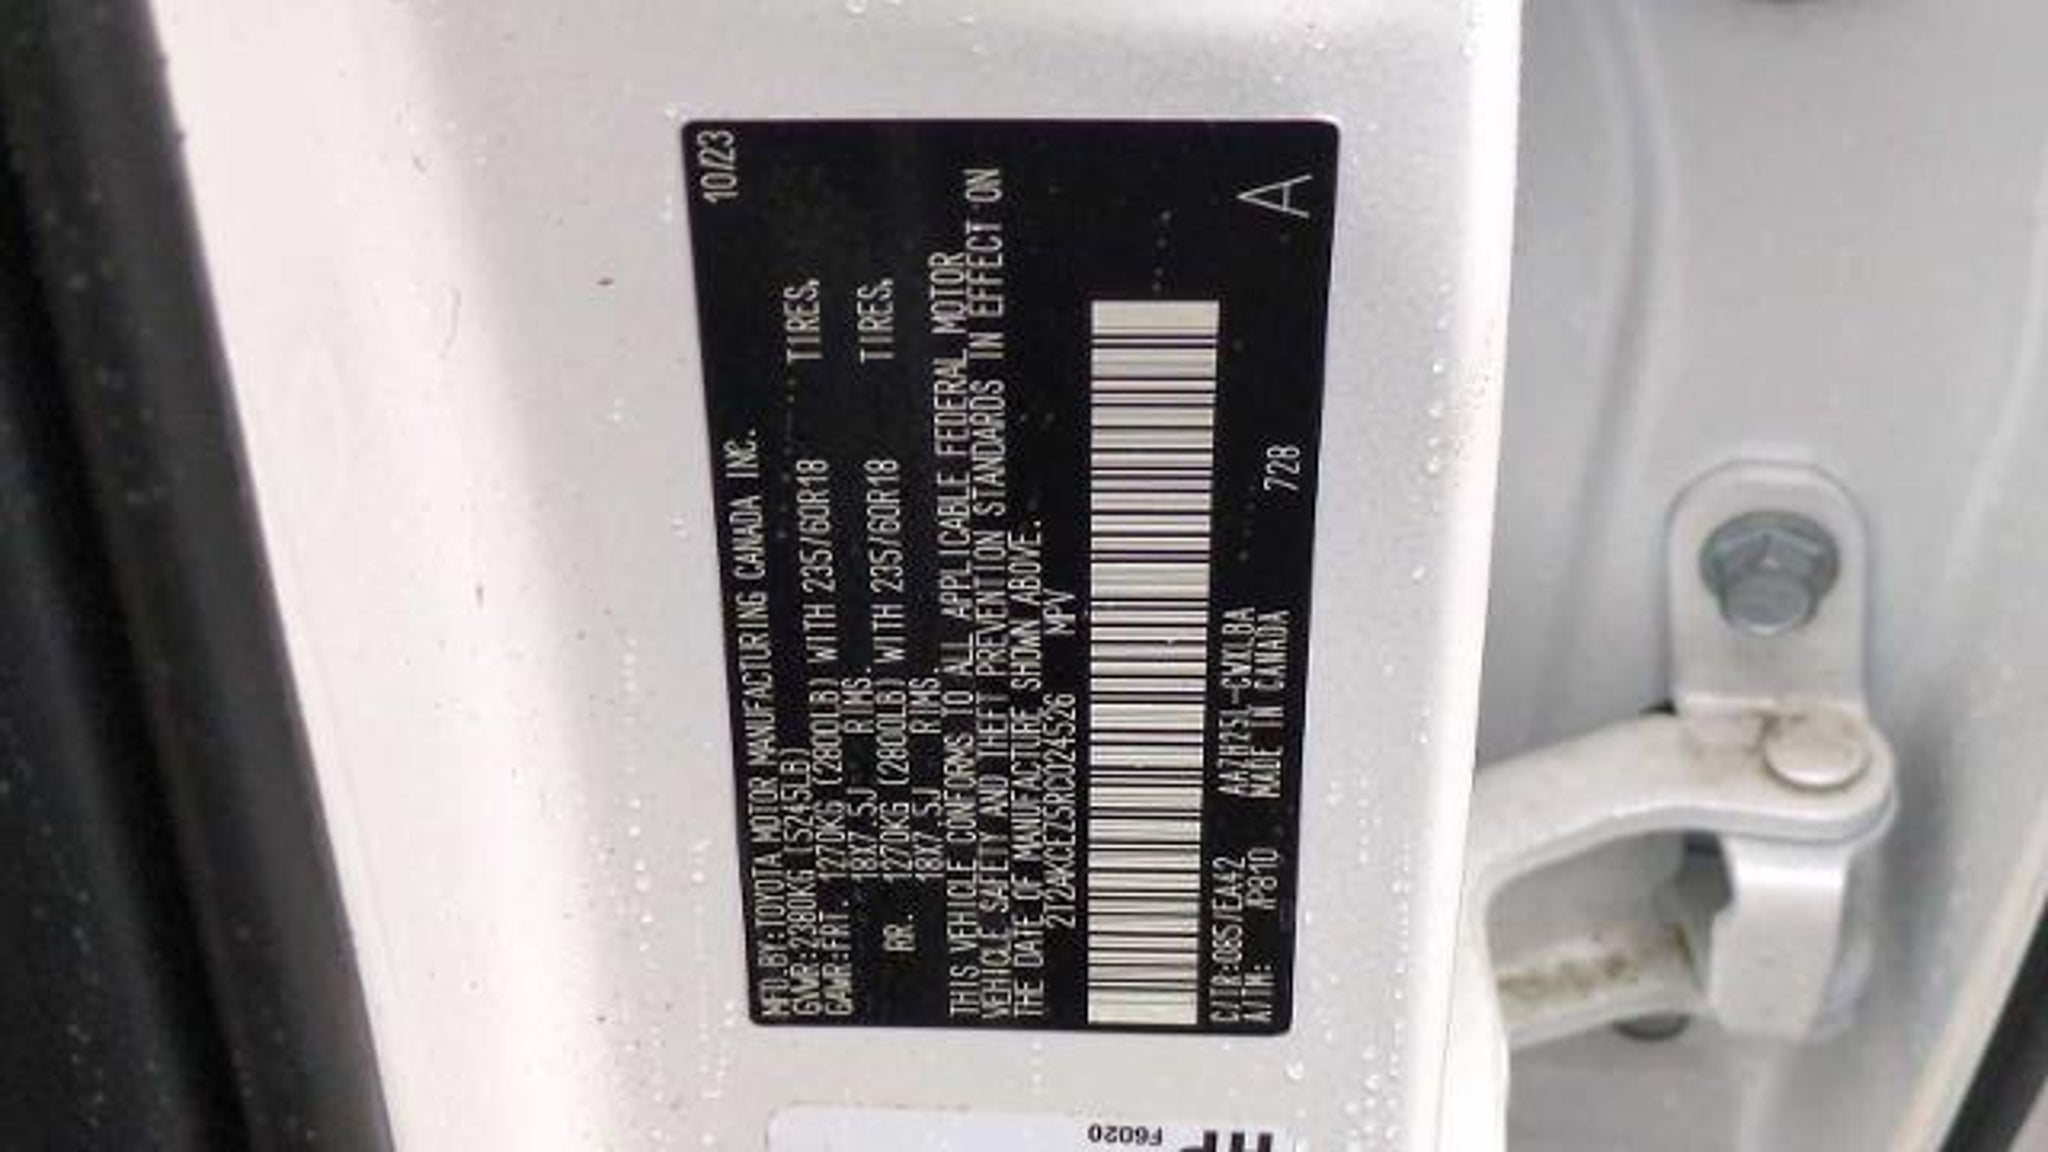 MFD.BY:TOYOTA MOTOR MANUFACTURING CANADA INC. 10/23
GVWR:2380KG (5245LB)
GAWR:FRT. 1270KG (2800LB) WITH 235/60R18 TIRES,
18X7.5J RIMS.
RR. 1270KG (2800LB) WITH 235/60R18 TIRES,
18X7.5J RIMS.
THIS VEHICLE CONFORMS TO ALL APPLICABLE FEDERAL MOTOR
VEHICLE SAFETY AND THEFT PREVENTION STANDARDS IN EFFECT ON
THE DATE OF MANUFACTURE SHOWN ABOVE.
2T2AKCEZ5RC024526 MPV
C/TR:085/EA42 AAZH25L-CWXLBA
A/TM: P810 MADE IN CANADA 728 A
F6020